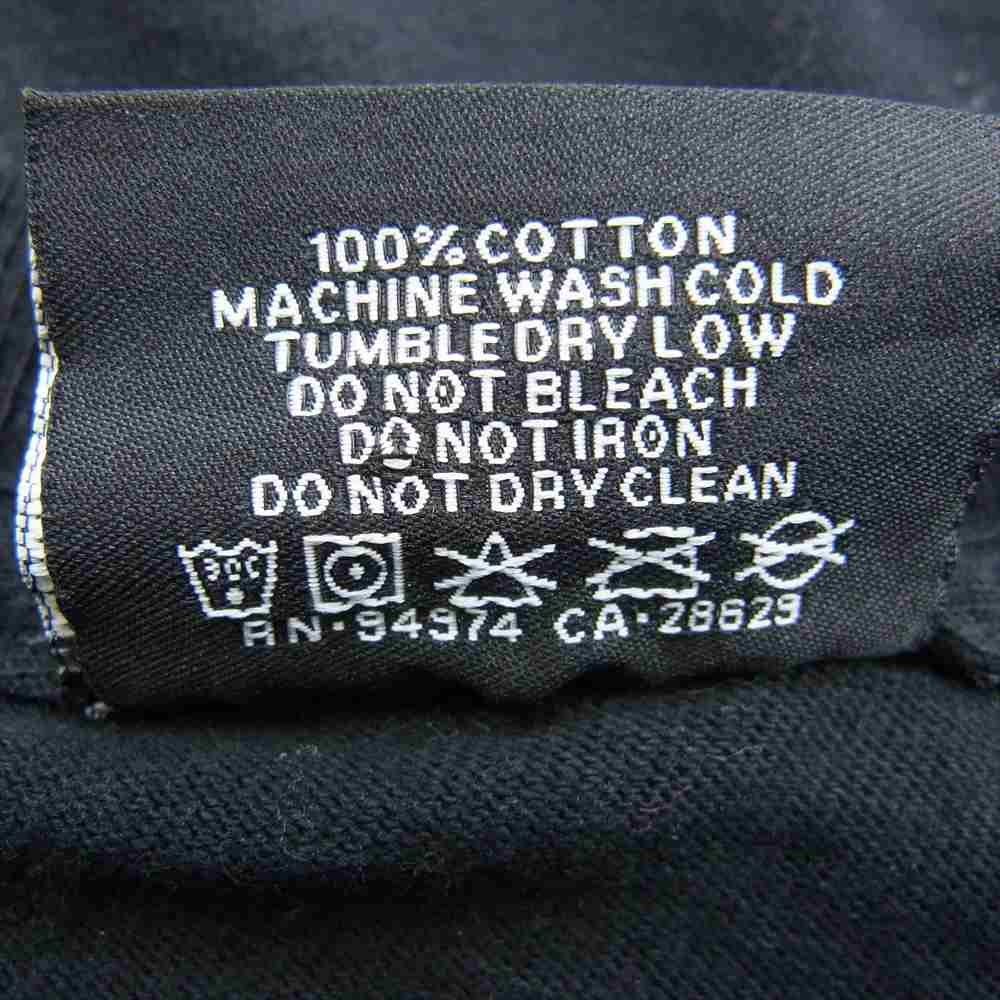 100% COTTON
MACHINE WASH COLD
TUMBLE DRY LOW
DO NOT BLEACH
DO NOT IRON
DO NOT DRY CLEAN
30C
RN·94974 CA·28629